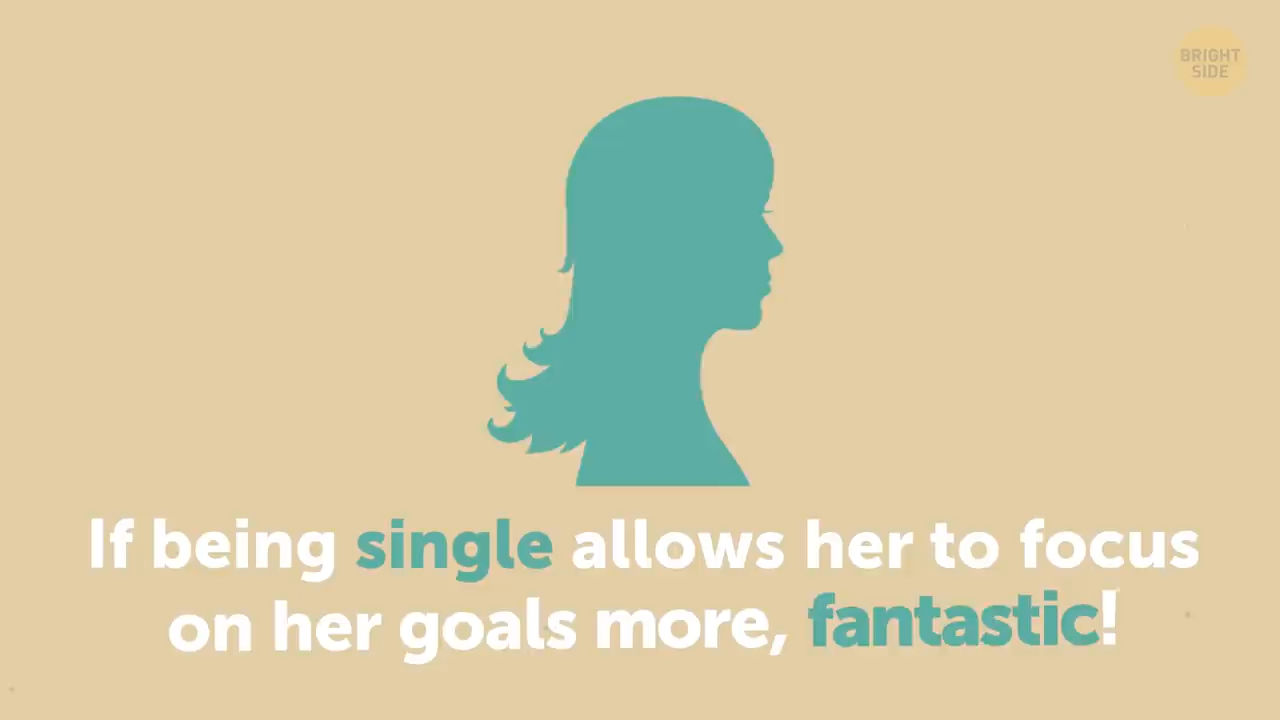 BRIGHT
SIDE
If being single allows her to focus
on her goals more, fantastic!